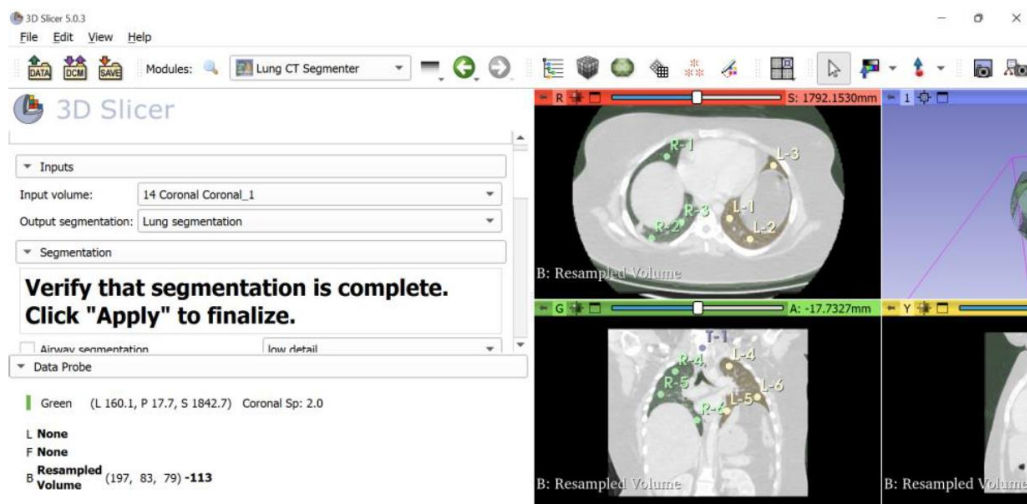 3D Slicer 5.0.3
File Edit View Help
DATA DCM SAVE Modules: Lung CT Segmenter
3D Slicer
Inputs
Input volume: 14 Coronal Coronal_1
Output segmentation: Lung segmentation
Segmentation
Verify that segmentation is complete.
Click "Apply" to finalize.
Airway segmentation low detail
Data Probe
Green (L 160.1, P 17.7, S 1842.7) Coronal Sp: 2.0
L None
F None
B Resampled Volume (197, 83, 79) -113
R S: 1792.1530mm
R-1
L-3
R-3
L-1
R-2
L-2
B: Resampled Volume
1
G A: -17.7327mm
T-1
R-4
L-4
R-5
L-6
R-6
L-5
B: Resampled Volume
Y
B: Resampled Volume